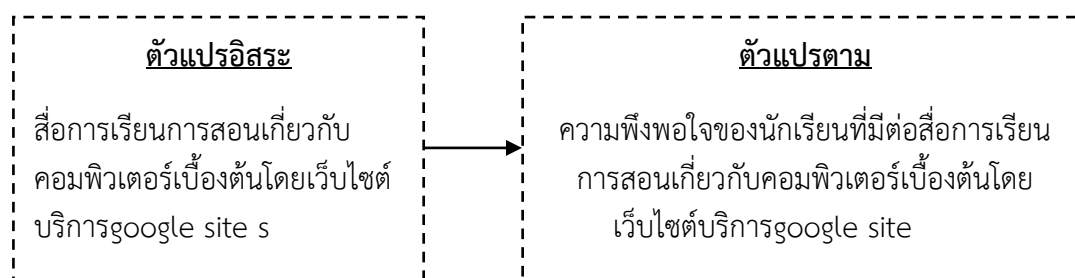 ตัวแปรอิสระ
สื่อการเรียนการสอนเกี่ยวกับ
คอมพิวเตอร์เบื้องต้นโดยเว็บไซต์
บริการgoogle site s
ตัวแปรตาม
ความพึงพอใจของนักเรียนที่มีต่อสื่อการเรียน
การสอนเกี่ยวกับคอมพิวเตอร์เบื้องต้นโดย
เว็บไซต์บริการgoogle site